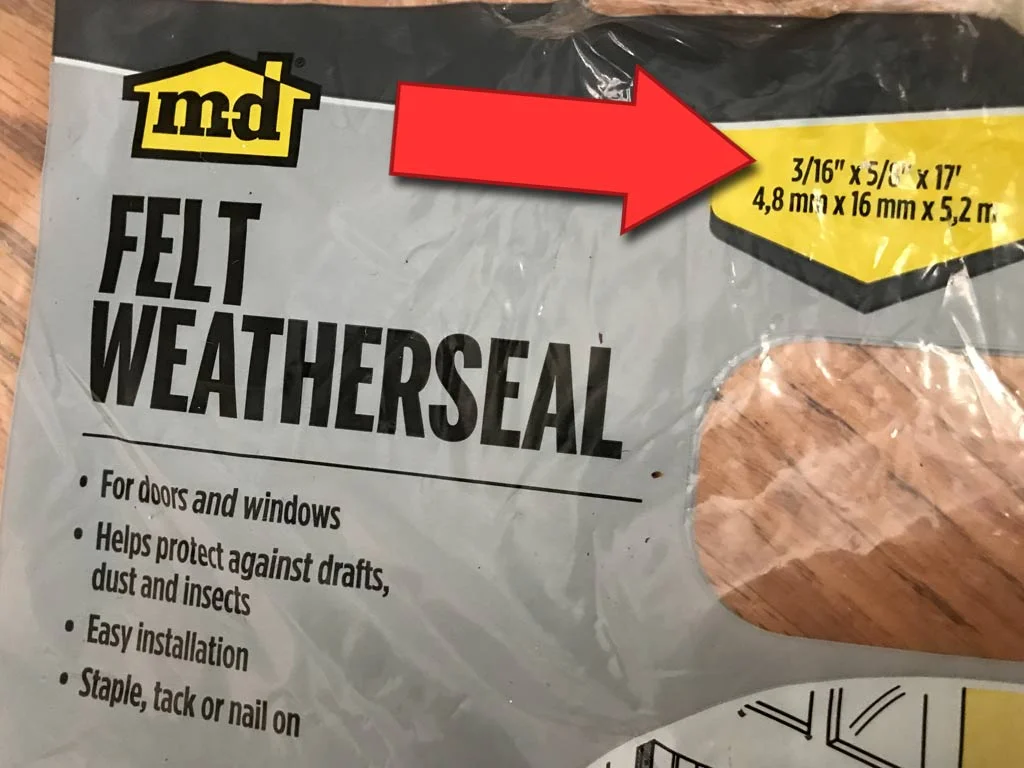 m-d
3/16" x 5/8" x 17'
4,8 mm x 16 mm x 5,2 m
FELT
WEATHERSEAL
• For doors and windows
• Helps protect against drafts,
dust and insects
• Easy installation
• Staple, tack or nail on